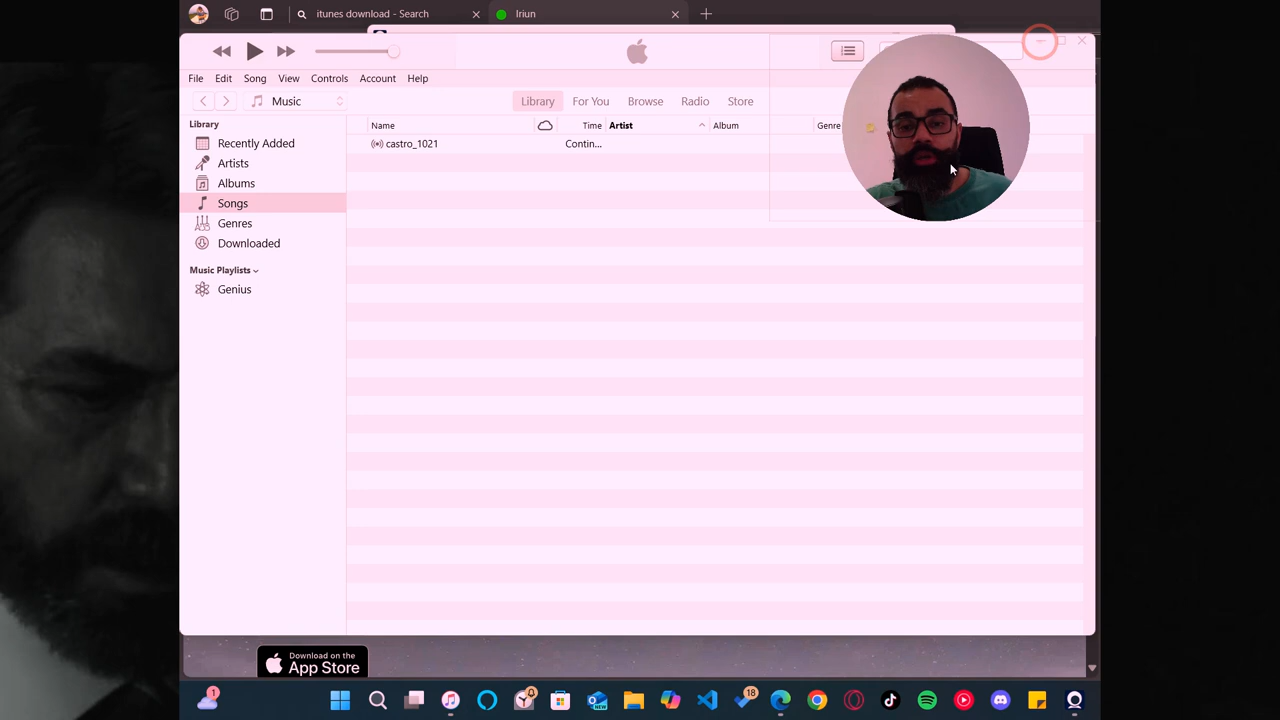 itunes download - Search
Iriun
File Edit Song View Controls Account Help
Music
Library For You Browse Radio Store
Library
Recently Added
Artists
Albums
Songs
Genres
Downloaded
Music Playlists
Genius
Name Time Artist Album Genre
castro_1021 Contin...
Download on the
App Store
1
NEW
18